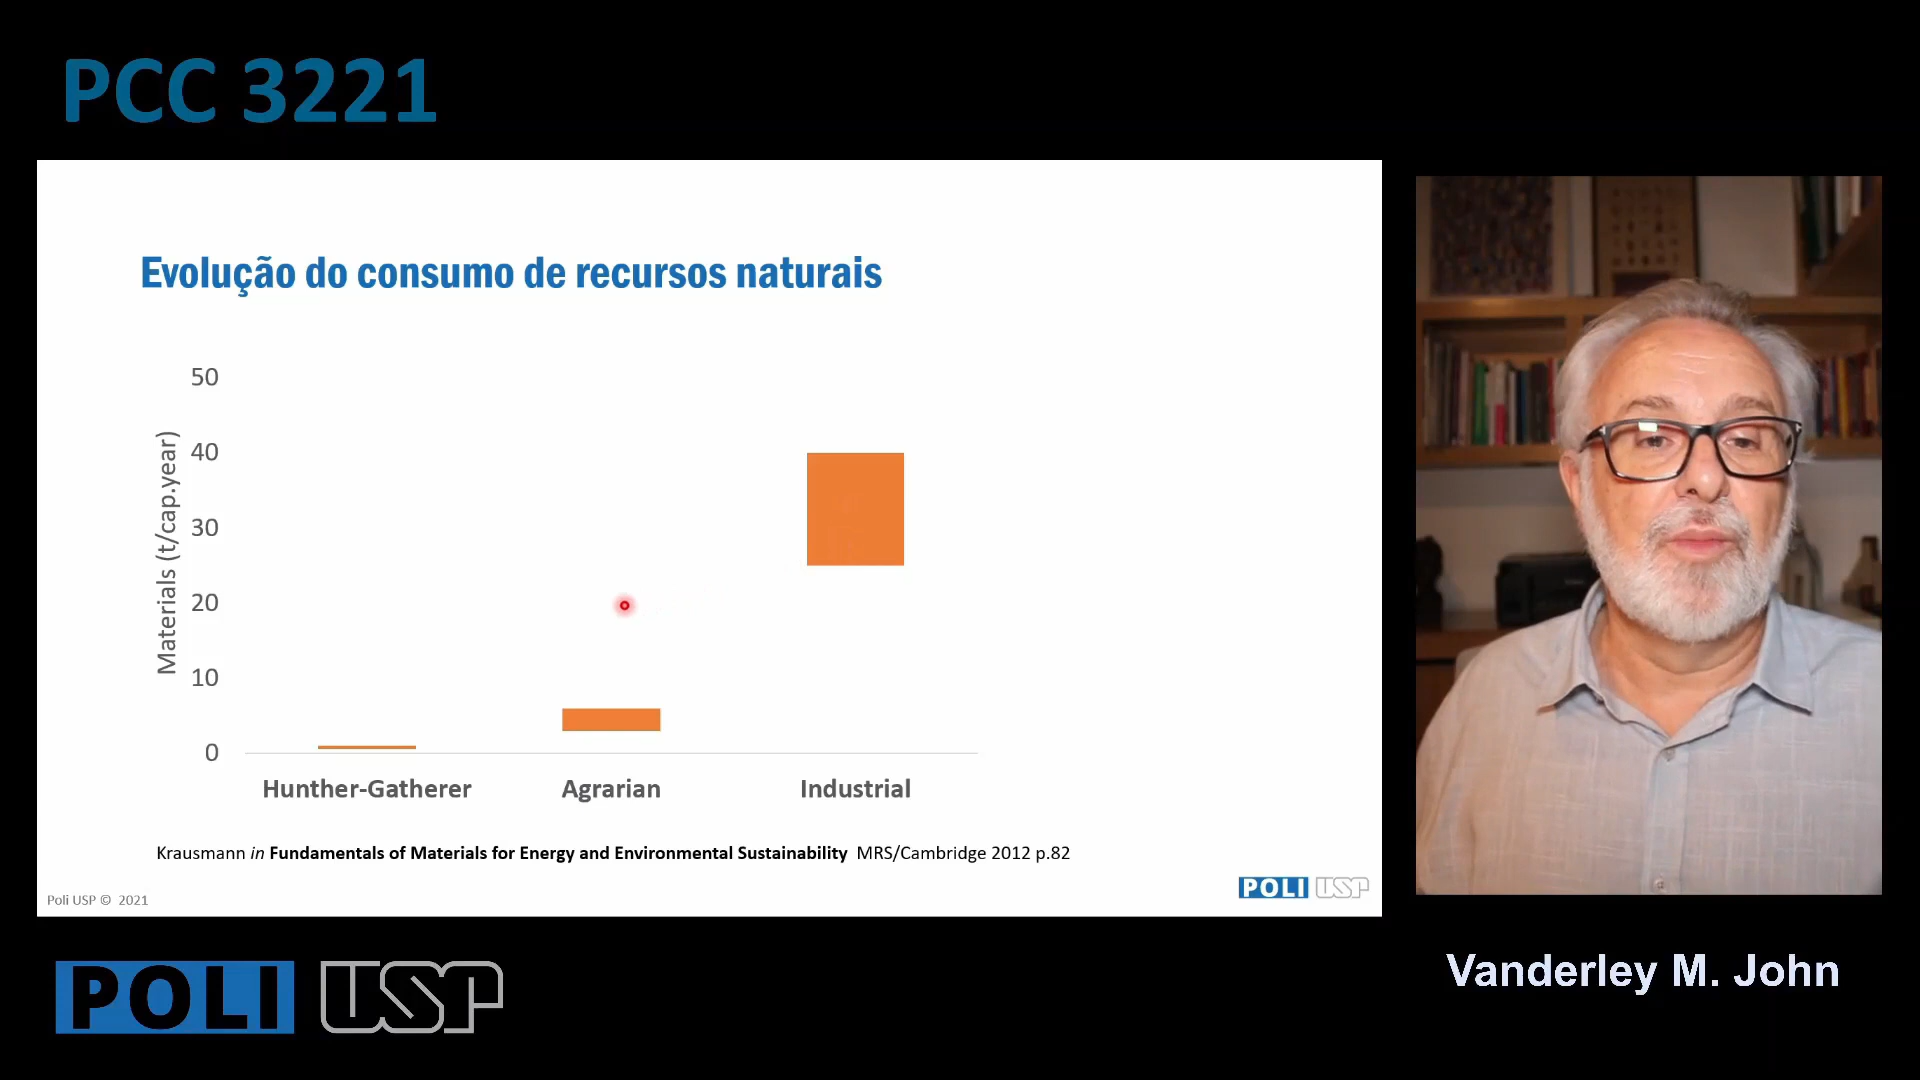 PCC 3221
Evolução do consumo de recursos naturais
50
40
30
20
10
0
Materials (t/cap.year)
Hunther-Gatherer
Agrarian
Industrial
Krausmann in Fundamentals of Materials for Energy and Environmental Sustainability MRS/Cambridge 2012 p.82
Poli USP © 2021
POLI USP
POLI USP
Vanderley M. John